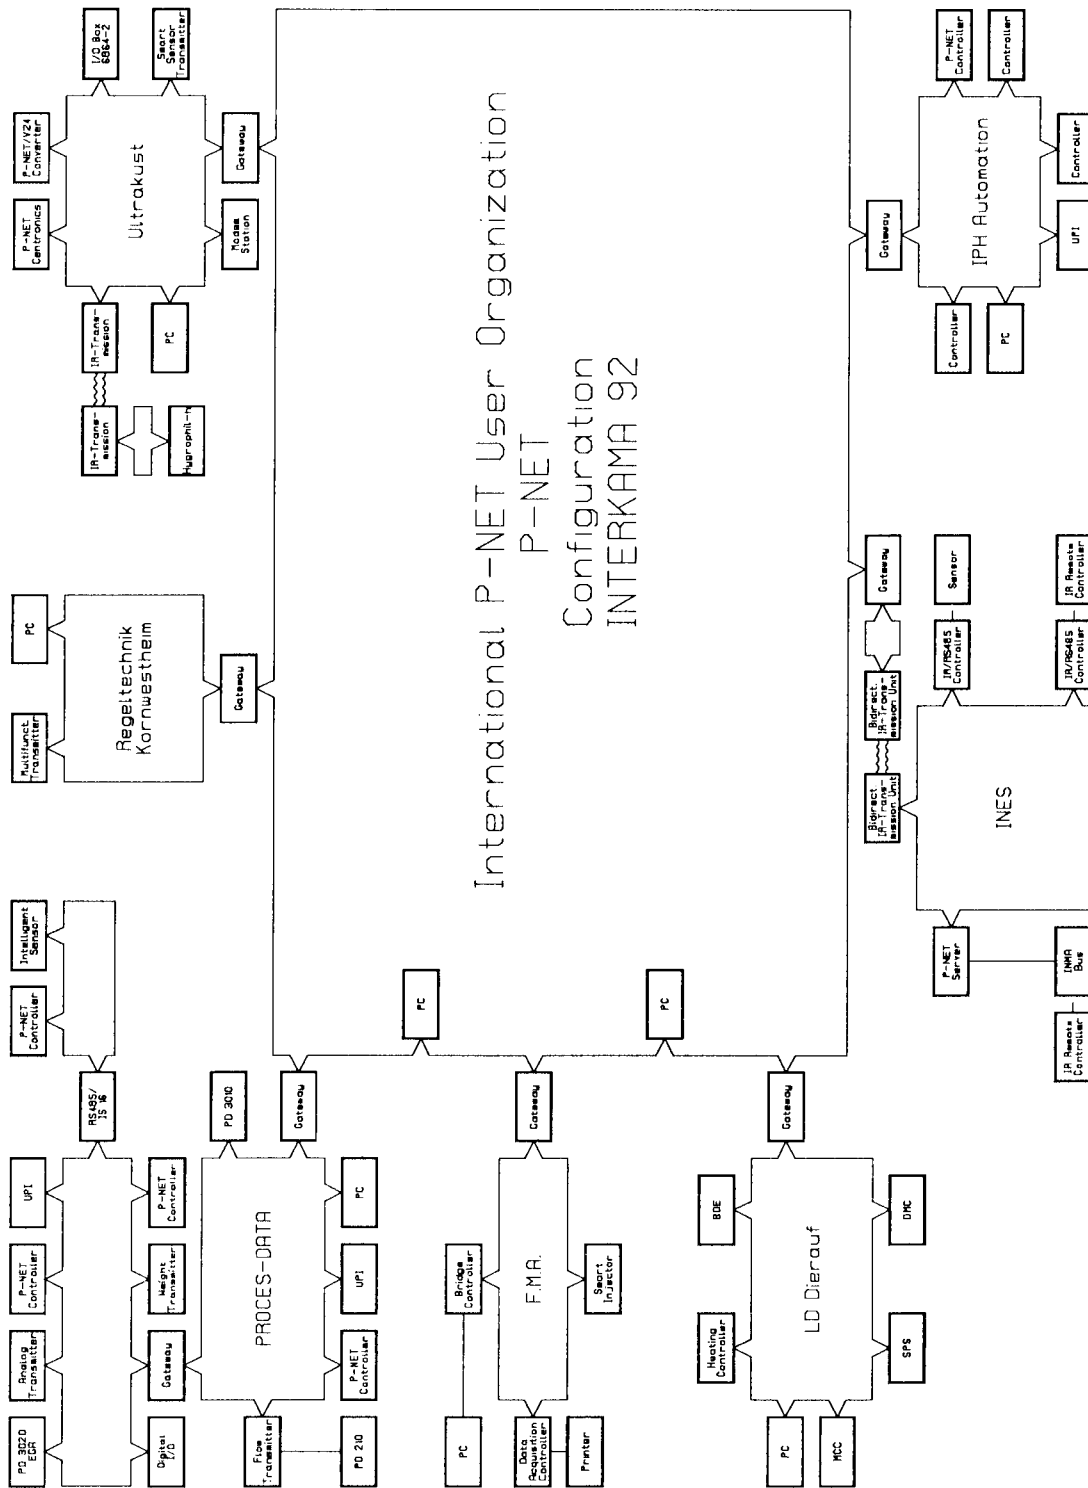 PD 3020
EGR
Analog
Transmitter
P-NET
Controller
UPI
P-NET
Controller
Intelligent
Sensor
Multifunct.
Transmitter
PC
P-NET
Centronics
P-NET/V24
Converter
RS485/
IS 16
IR-Trans-
mission
IR-Trans-
mission
I/O Box
6864-2
Regeltechnik
Kornwestheim
Ultrakust
Digital
I/O
Gateway
Weight
Transmitter
P-NET
Controller
Hygrophil-h
PC
Smart
Sensor
Transmitter
Flow
Transmitter
PROCES-DATA
PD 3010
Gateway
Gateway
Modem
Station
Gateway
PD 210
P-NET
Controller
UPI
PC
PC
Bridge
Controller
PC
Data
Acquisition
Controller
F.M.A.
Gateway
International P-NET User Organization
P-NET
Configuration
INTERKAMA 92
Printer
Smart
Injector
PC
Heating
Controller
BDE
PC
LD Dierauf
Gateway
MCC
SPS
DMC
Bidirect.
IR-Trans-
mission Unit
Bidirect.
IR-Trans-
mission Unit
Gateway
Gateway
P-NET
Server
IR/RS485
Controller
Sensor
Controller
P-NET
Controller
INES
IPH Automation
PC
Controller
IR Remote
Controller
INMA
Bus
IR/RS485
Controller
IR Remote
Controller
UPI
Controller